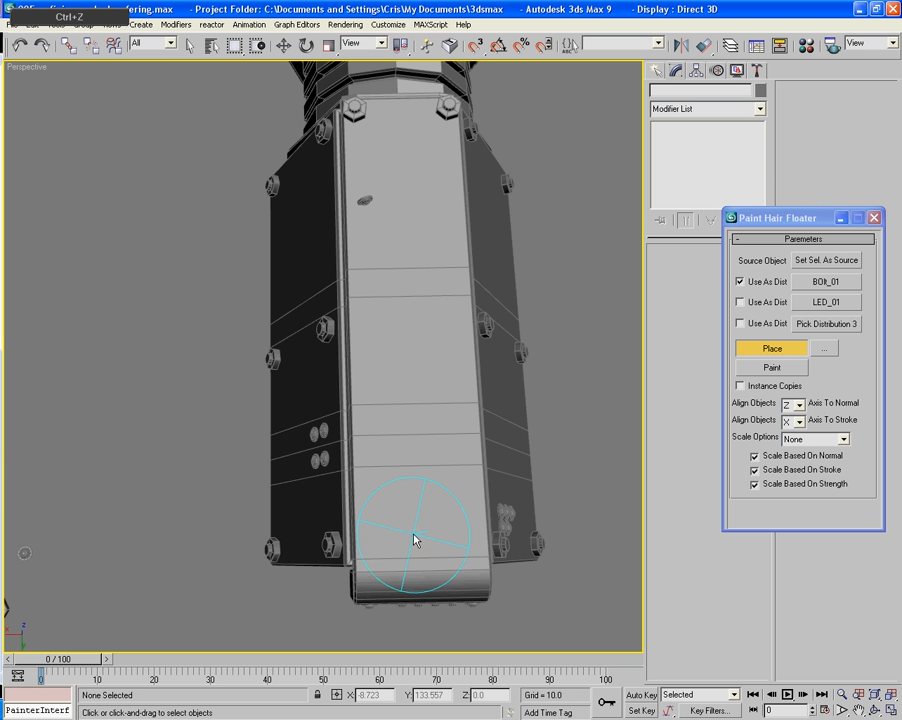 - Project Folder: C:\Documents and Settings\Cris\My Documents\3dsmax - Autodesk 3ds Max 9 - Display : Direct 3D
Ctrl+Z
Create Modifiers reactor Animation Graph Editors Rendering Customize MAXScript Help
All View View
Perspective
Modifier List
Paint Hair Floater
- Paremeters
Source Object Set Sel. As Source
Use As Dist BOlt_01
Use As Dist LED_01
Use As Dist Pick Distribution 3
Place ...
Paint
Instance Copies
Align Objects Z Axis To Normal
Align Objects X Axis To Stroke
Scale Options None
Scale Based On Normal
Scale Based On Stroke
Scale Based On Strength
z
x
y
< 0 / 100 >
0 10 20 30 40 50 60 70 80 90 100
None Selected X: -8.723 Y: 133.557 Z: 0.0 Grid = 10.0 Auto Key Selected
PainterInterf Click or click-and-drag to select objects Add Time Tag Set Key Key Filters... 0